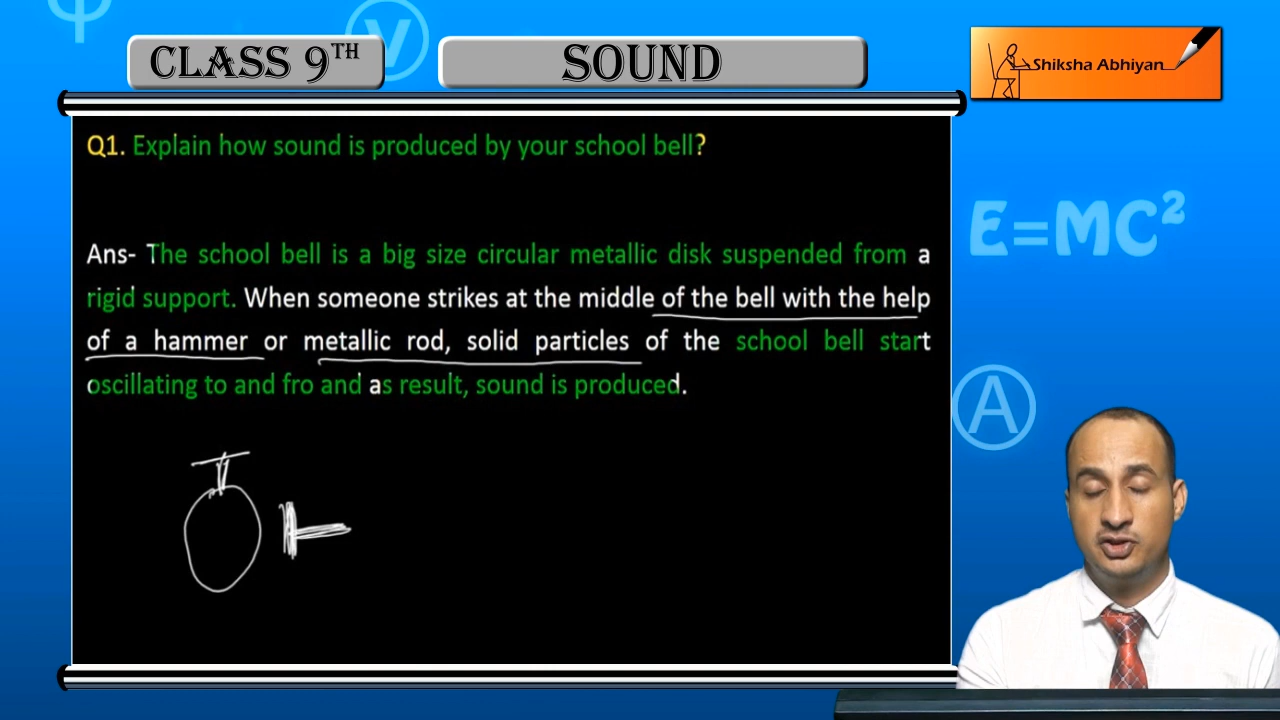 CLASS 9TH
SOUND
Shiksha Abhiyan
Q1. Explain how sound is produced by your school bell?
Ans- The school bell is a big size circular metallic disk suspended from a
rigid support. When someone strikes at the middle of the bell with the help
of a hammer or metallic rod, solid particles of the school bell start
oscillating to and fro and as result, sound is produced.
E=MC²
V
A
φ